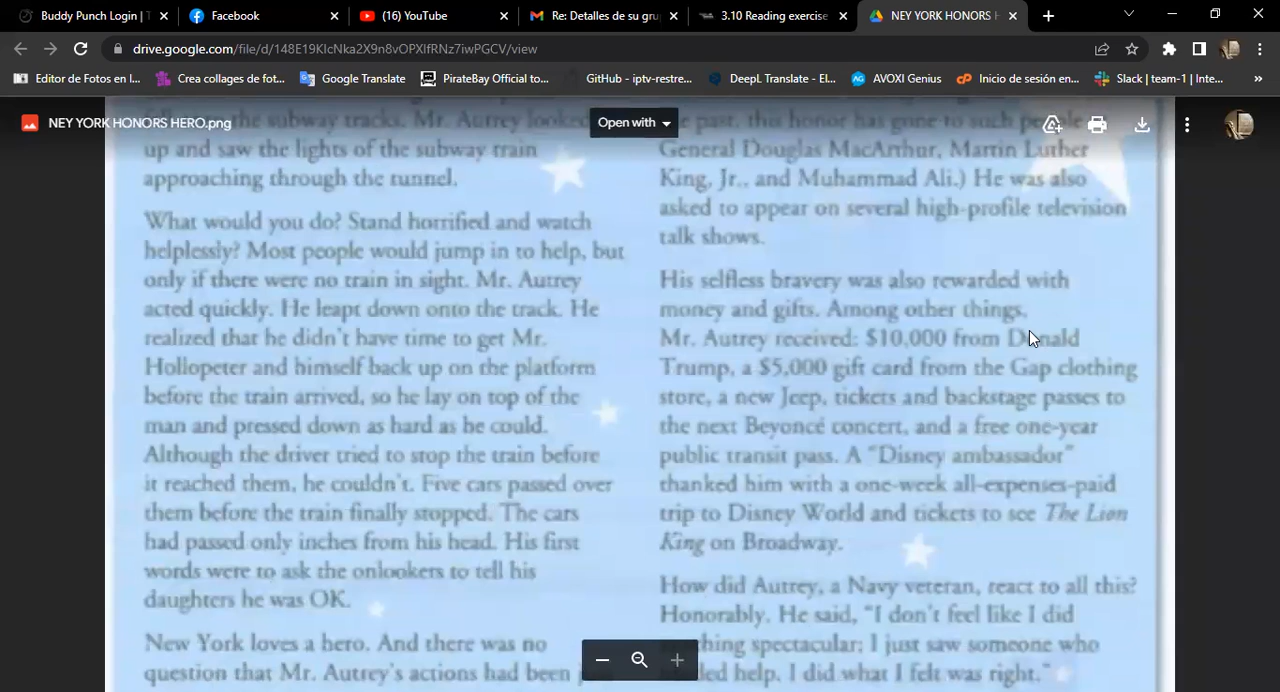 Buddy Punch Login | T
Facebook
(16) YouTube
Re: Detalles de su gru
3.10 Reading exercise
NEY YORK HONORS H
drive.google.com/file/d/148E19KIcNka2X9n8vOPXlfRNz7iwPGCV/view
Editor de Fotos en l...
Crea collages de fot...
Google Translate
PirateBay Official to...
GitHub - iptv-restre...
DeepL Translate - El...
AVOXI Genius
Inicio de sesión en...
Slack | team-1 | Inte...
NEY YORK HONORS HERO.png
Open with
the subway tracks. Mr. Autrey looked
up and saw the lights of the subway train
approaching through the tunnel.
What would you do? Stand horrified and watch
helplessly? Most people would jump in to help, but
only if there were no train in sight. Mr. Autrey
acted quickly. He leapt down onto the track. He
realized that he didn't have time to get Mr.
Hollopeter and himself back up on the platform
before the train arrived, so he lay on top of the
man and pressed down as hard as he could.
Although the driver tried to stop the train before
it reached them, he couldn't. Five cars passed over
them before the train finally stopped. The cars
had passed only inches from his head. His first
words were to ask the onlookers to tell his
daughters he was OK.
New York loves a hero. And there was no
question that Mr. Autrey's actions had been
past, this honor has gone to such people
General Douglas MacArthur, Martin Luther
King, Jr., and Muhammad Ali.) He was also
asked to appear on several high-profile television
talk shows.
His selfless bravery was also rewarded with
money and gifts. Among other things,
Mr. Autrey received: $10,000 from Donald
Trump, a $5,000 gift card from the Gap clothing
store, a new Jeep, tickets and backstage passes to
the next Beyoncé concert, and a free one-year
public transit pass. A "Disney ambassador"
thanked him with a one-week all-expenses-paid
trip to Disney World and tickets to see The Lion
King on Broadway.
How did Autrey, a Navy veteran, react to all this?
Honorably. He said, "I don't feel like I did
thing spectacular; I just saw someone who
ded help. I did what I felt was right."